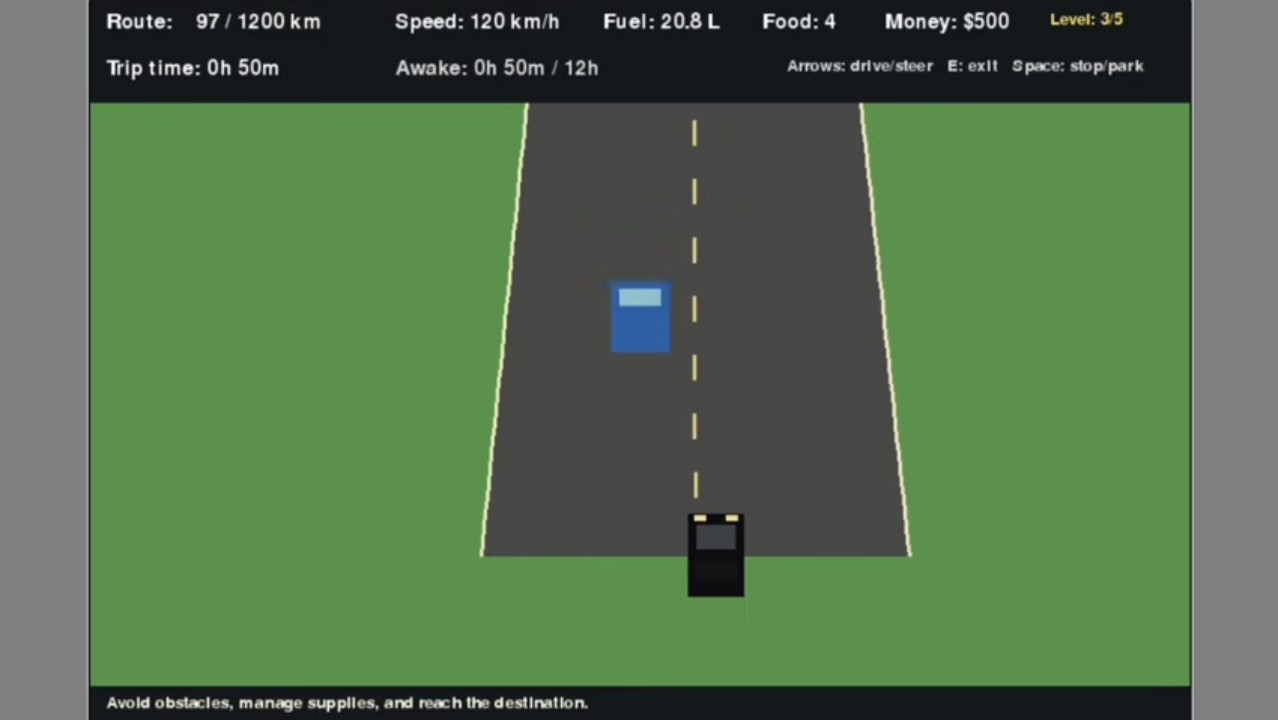 Route: 97 / 1200 km Speed: 120 km/h Fuel: 20.8 L Food: 4 Money: $500 Level: 3/5
Trip time: 0h 50m Awake: 0h 50m / 12h Arrows: drive/steer E: exit Space: stop/park
Avoid obstacles, manage supplies, and reach the destination.